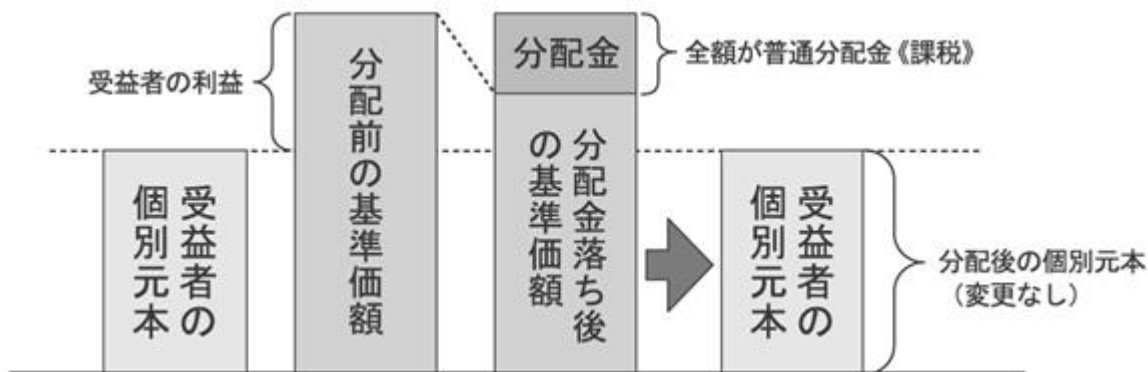 受益者の利益
受益者の
個別元本
分配前の基準価額
分配金
全額が普通分配金《課税》
分配金落ち後
の基準価額
受益者の
個別元本
分配後の個別元本
（変更なし）